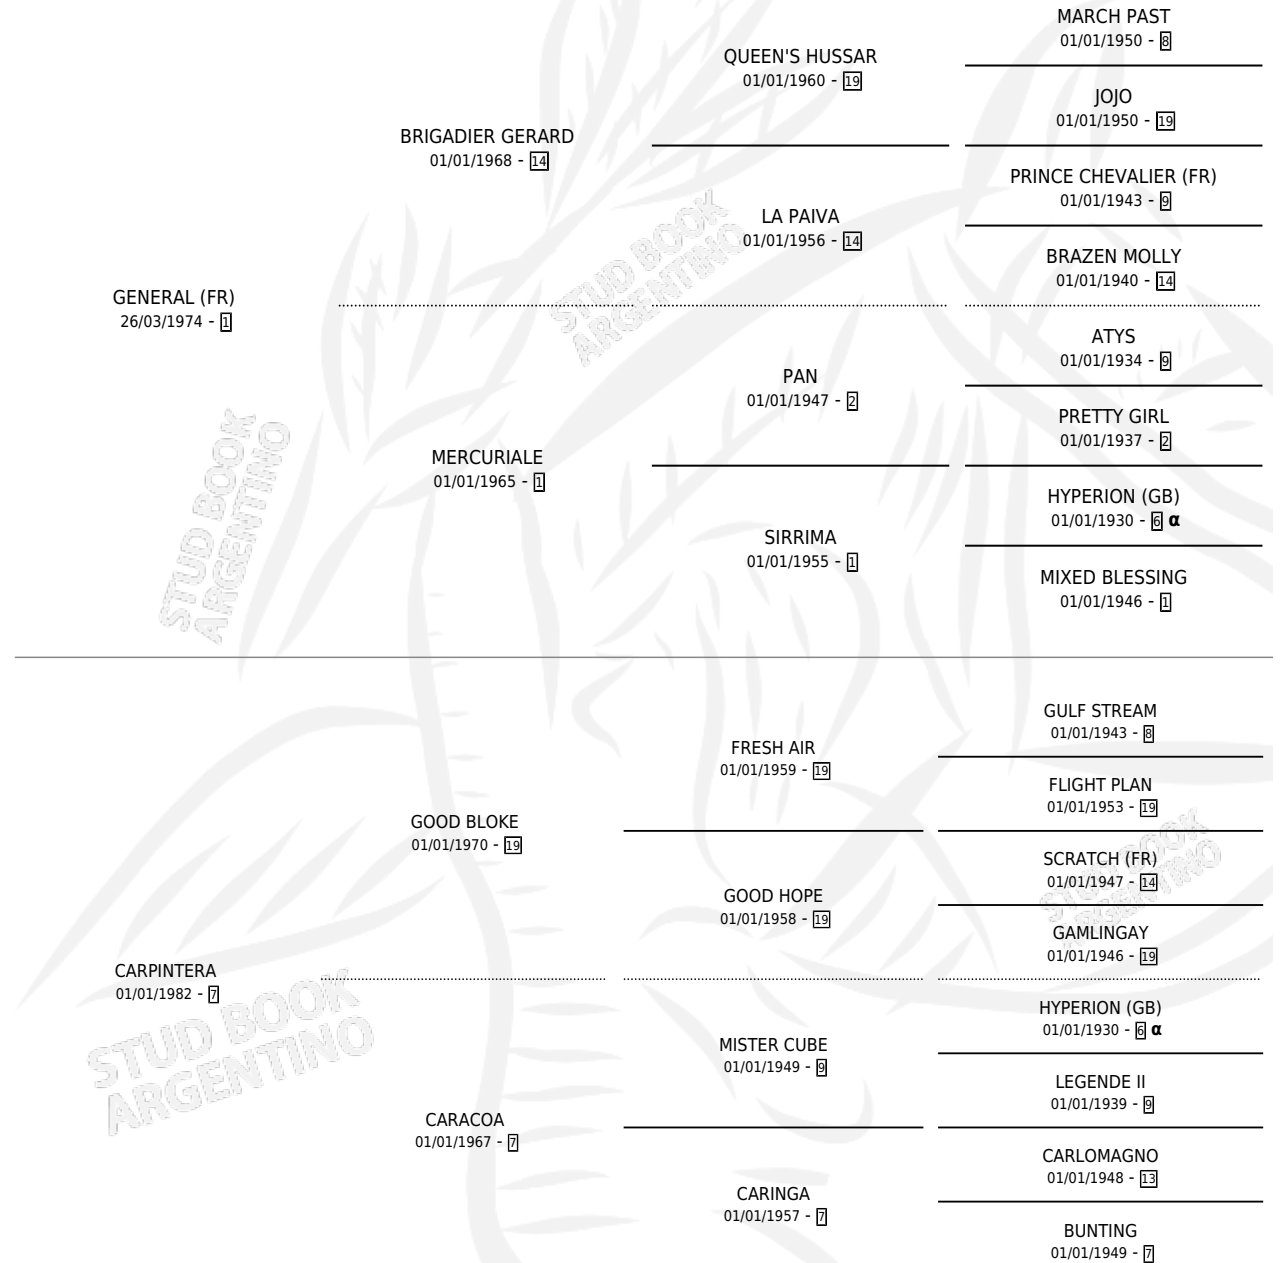 MARCH PAST
01/01/1950 - 8
QUEEN'S HUSSAR
01/01/1960 - 19
JOJO
01/01/1950 - 19
BRIGADIER GERARD
01/01/1968 - 14
PRINCE CHEVALIER (FR)
01/01/1943 - 9
LA PAIVA
01/01/1956 - 14
BRAZEN MOLLY
01/01/1940 - 14
GENERAL (FR)
26/03/1974 - 1
ATYS
01/01/1934 - 9
PAN
01/01/1947 - 2
PRETTY GIRL
01/01/1937 - 2
MERCURIALE
01/01/1965 - 1
HYPERION (GB)
01/01/1930 - 6 α
SIRRIMA
01/01/1955 - 1
MIXED BLESSING
01/01/1946 - 1
GULF STREAM
01/01/1943 - 8
FRESH AIR
01/01/1959 - 19
FLIGHT PLAN
01/01/1953 - 19
GOOD BLOKE
01/01/1970 - 19
SCRATCH (FR)
01/01/1947 - 14
GOOD HOPE
01/01/1958 - 19
GAMLINGAY
01/01/1946 - 19
CARPINTERA
01/01/1982 - 7
HYPERION (GB)
01/01/1930 - 6 α
MISTER CUBE
01/01/1949 - 9
LEGENDE II
01/01/1939 - 9
CARACOA
01/01/1967 - 7
CARLOMAGNO
01/01/1948 - 13
CARINGA
01/01/1957 - 7
BUNTING
01/01/1949 - 7
STUD BOOK
ARGENTINO
STUD BOOK
ARGENTINO
STUD BOOK
ARGENTINO
STUD BOOK
ARGENTINO